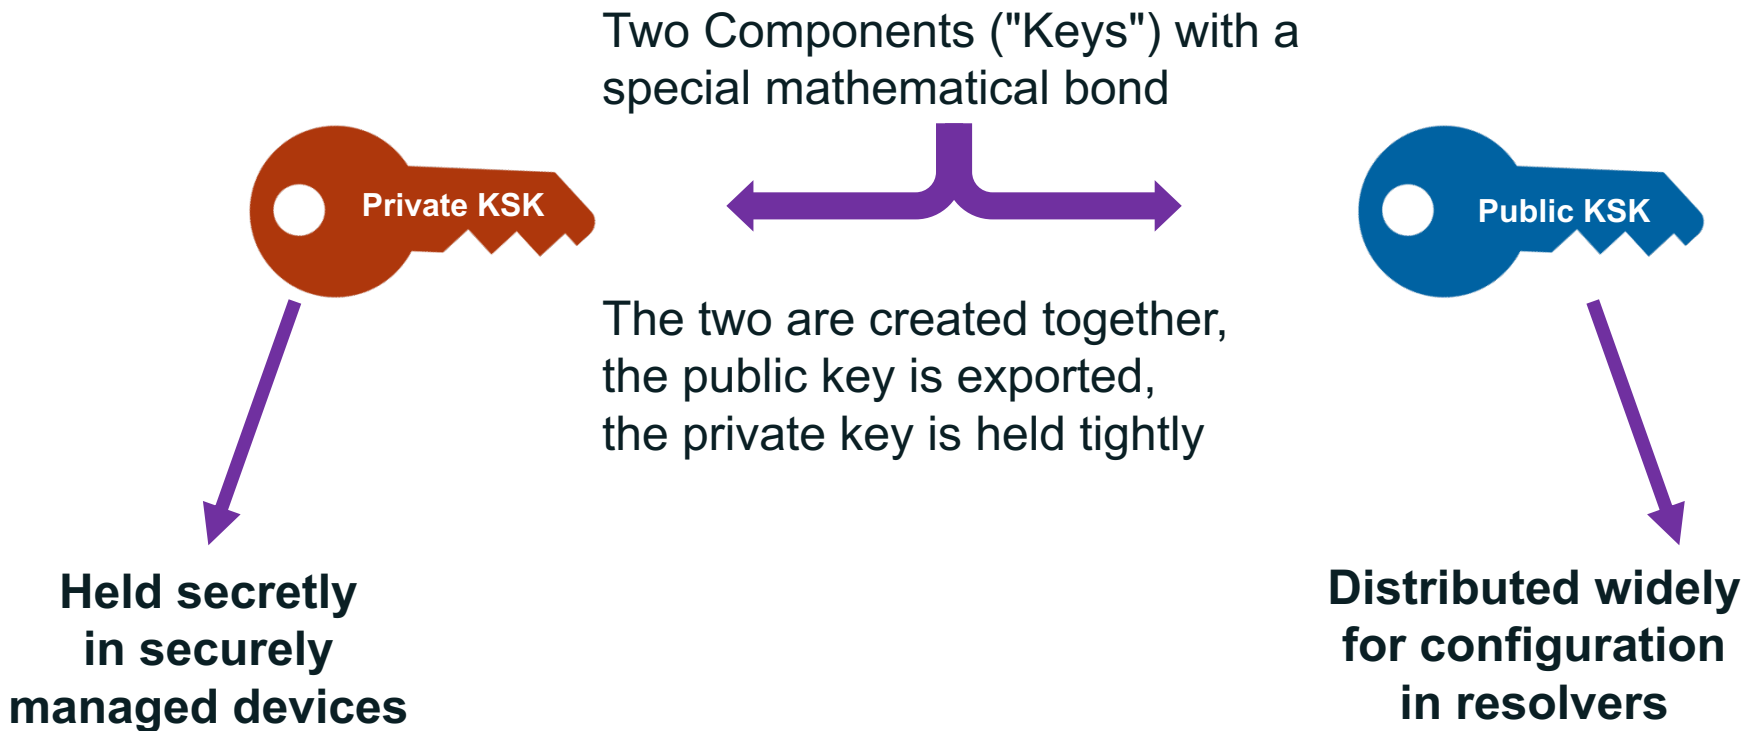 Two Components ("Keys") with a
special mathematical bond
Private KSK
Public KSK
The two are created together,
the public key is exported,
the private key is held tightly
Held secretly
in securely
managed devices
Distributed widely
for configuration
in resolvers